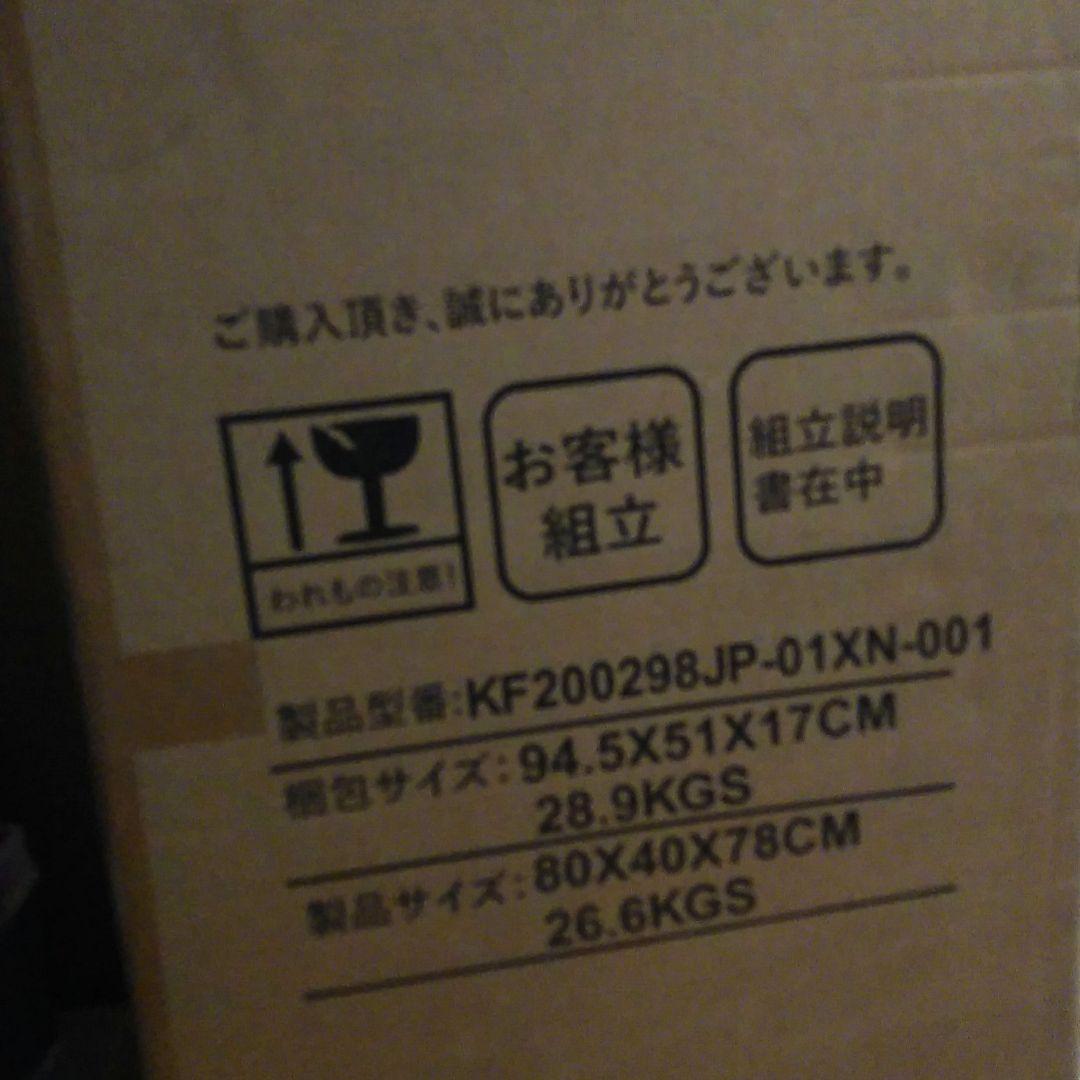 ご購入頂き、誠にありがとうございます。
われもの注意!
お客様
組立
組立説明
書在中
製品型番:KF200298JP-01XN-001
梱包サイズ:94.5X51X17CM
28.9KGS
製品サイズ:80X40X78CM
26.6KGS